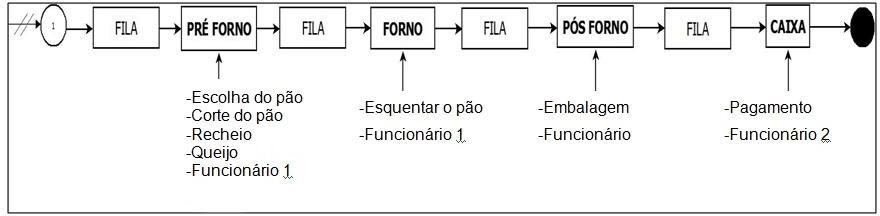 1
FILA
PRÉ FORNO
FILA
FORNO
FILA
PÓS FORNO
FILA
CAIXA
-Escolha do pão
-Corte do pão
-Recheio
-Queijo
-Funcionário 1
-Esquentar o pão
-Funcionário 1
-Embalagem
-Funcionário
-Pagamento
-Funcionário 2